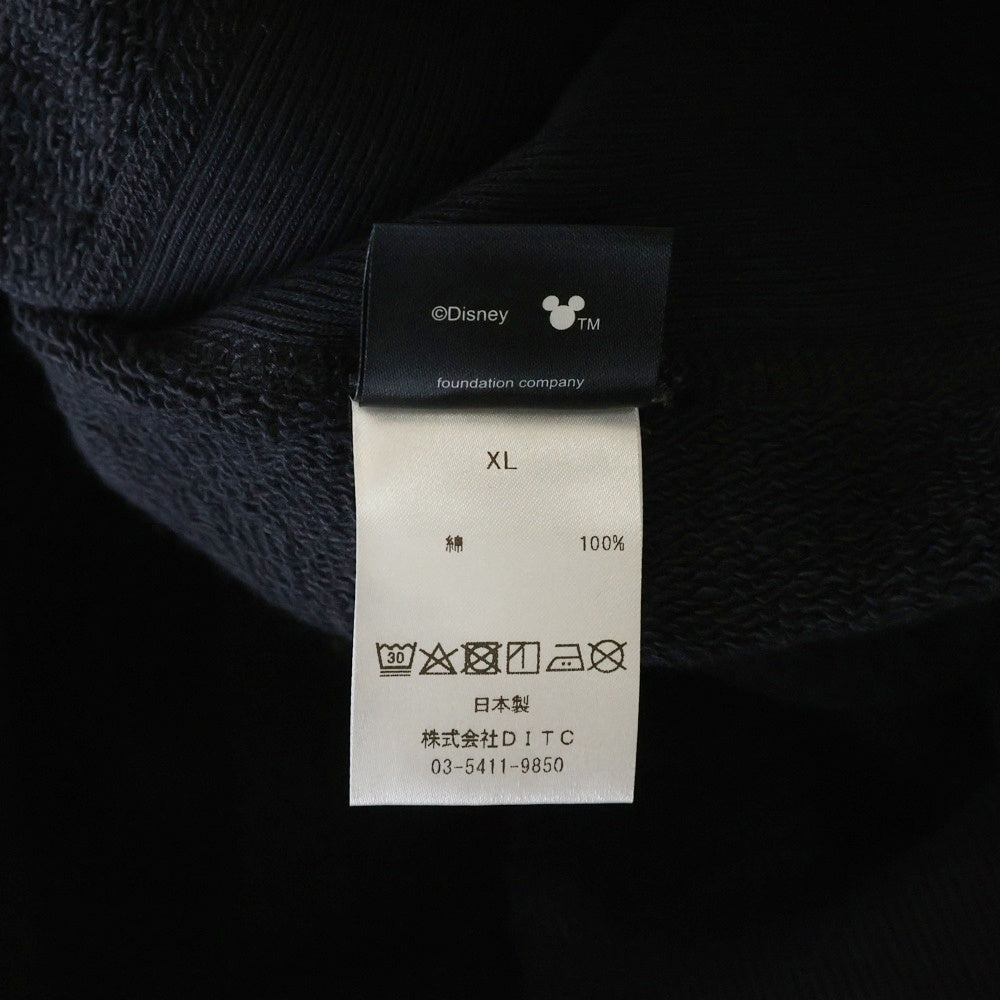 ©Disney TM
foundation company
XL
綿 100%
30
日本製
株式会社DITC
03-5411-9850